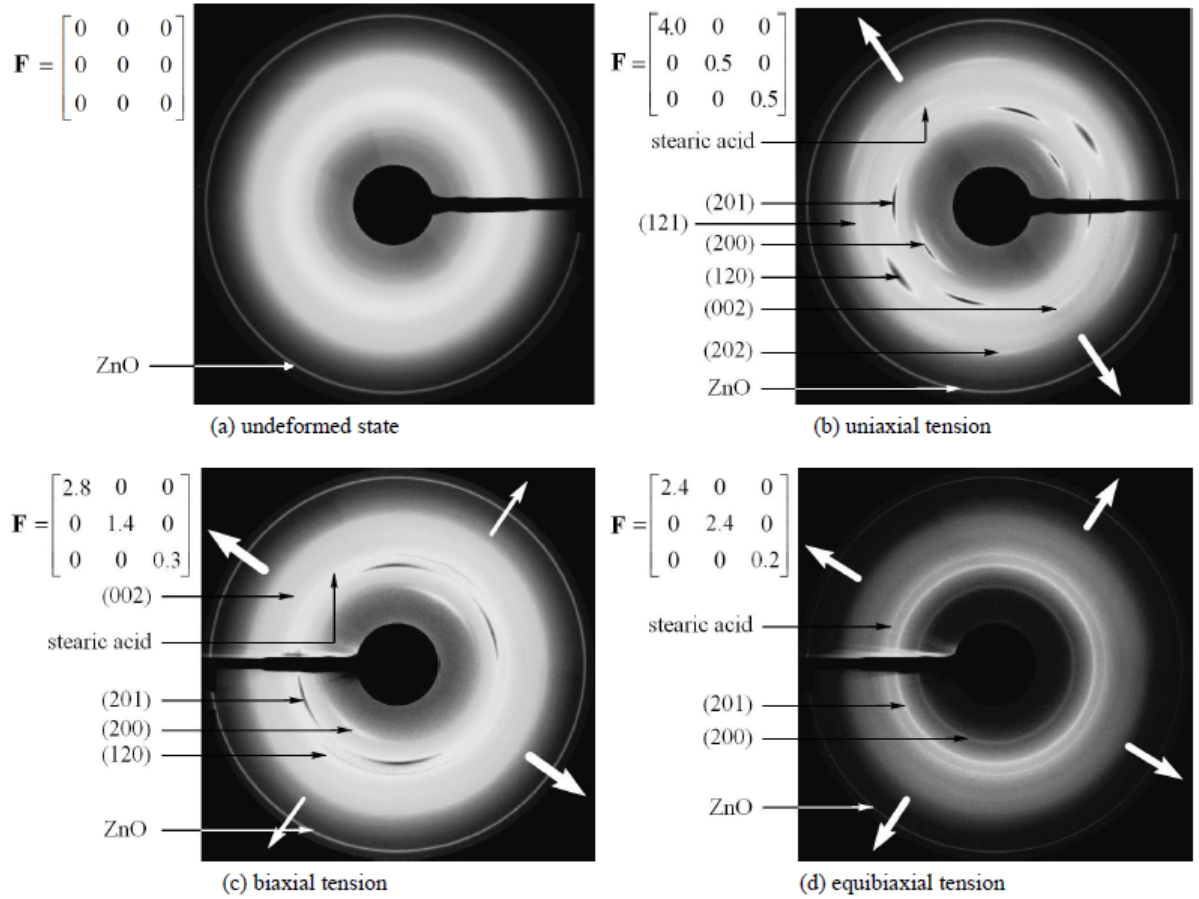 F = [0 0 0
0 0 0
0 0 0]
ZnO
(a) undeformed state
F = [4.0 0 0
0 0.5 0
0 0 0.5]
stearic acid
(201)
(121)
(200)
(120)
(002)
(202)
ZnO
(b) uniaxial tension
F = [2.8 0 0
0 1.4 0
0 0 0.3]
(002)
stearic acid
(201)
(200)
(120)
ZnO
(c) biaxial tension
F = [2.4 0 0
0 2.4 0
0 0 0.2]
stearic acid
(201)
(200)
ZnO
(d) equibiaxial tension